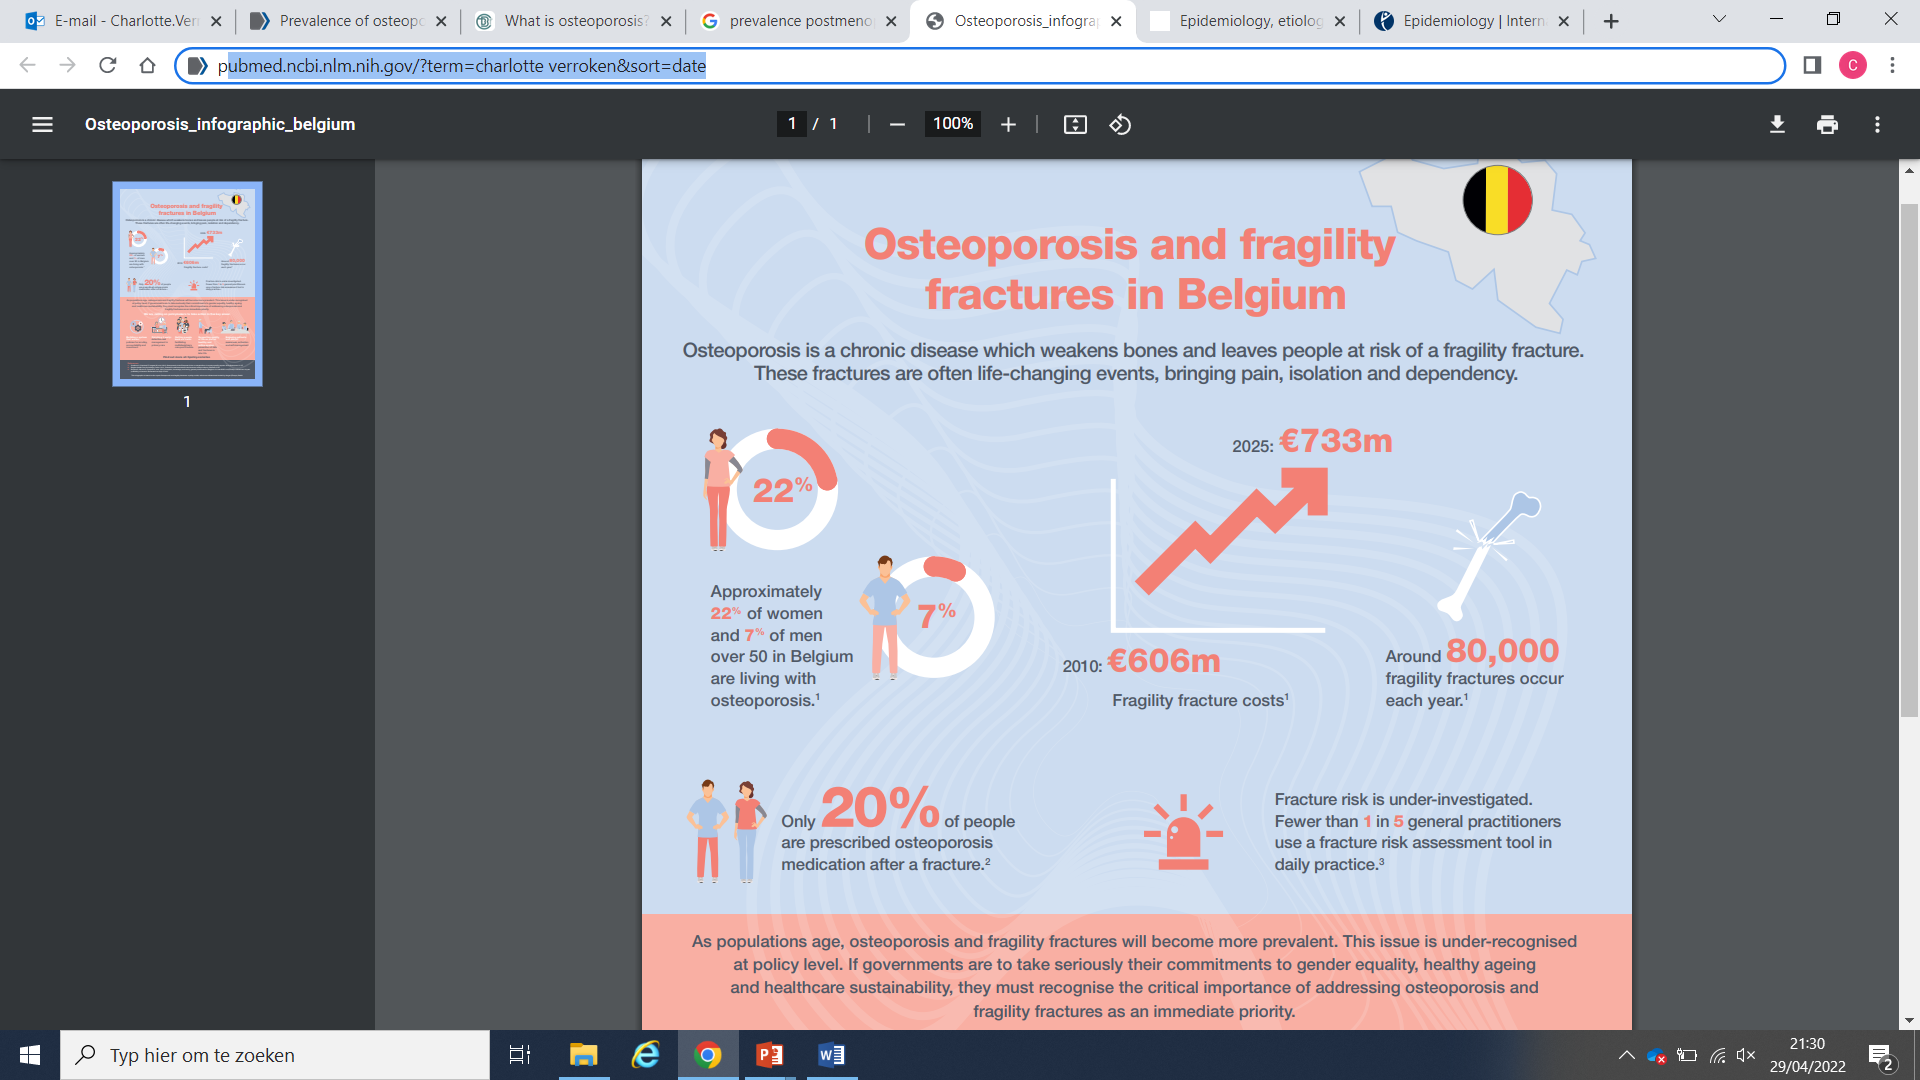 E-mail - Charlotte.Ver
Prevalence of osteopo
What is osteoporosis?
prevalence postmeno
Osteoporosis_infogra
Epidemiology, etiolog
Epidemiology | Intern
pubmed.ncbi.nlm.nih.gov/?term=charlotte verroken&sort=date
C
Osteoporosis_infographic_belgium
1 / 1
100%
1
Osteoporosis and fragility
fractures in Belgium
Osteoporosis is a chronic disease which weakens bones and leaves people at risk of a fragility fracture.
These fractures are often life-changing events, bringing pain, isolation and dependency.
22%
7%
Approximately
22% of women
and 7% of men
over 50 in Belgium
are living with
osteoporosis.¹
2025: €733m
2010: €606m
Fragility fracture costs¹
Around 80,000
fragility fractures occur
each year.¹
Only 20% of people
are prescribed osteoporosis
medication after a fracture.²
Fracture risk is under-investigated.
Fewer than 1 in 5 general practitioners
use a fracture risk assessment tool in
daily practice.³
As populations age, osteoporosis and fragility fractures will become more prevalent. This issue is under-recognised
at policy level. If governments are to take seriously their commitments to gender equality, healthy ageing
and healthcare sustainability, they must recognise the critical importance of addressing osteoporosis and
fragility fractures as an immediate priority.
Typ hier om te zoeken
21:30
29/04/2022
2